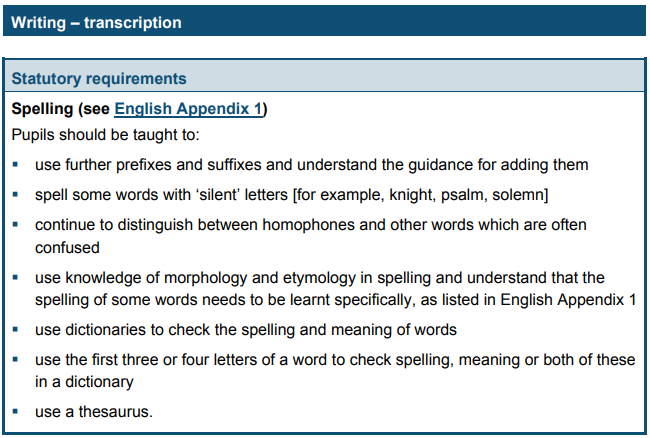 Writing – transcription
Statutory requirements
Spelling (see English Appendix 1)
Pupils should be taught to:
▪ use further prefixes and suffixes and understand the guidance for adding them
▪ spell some words with ‘silent’ letters [for example, knight, psalm, solemn]
▪ continue to distinguish between homophones and other words which are often
confused
▪ use knowledge of morphology and etymology in spelling and understand that the
spelling of some words needs to be learnt specifically, as listed in English Appendix 1
▪ use dictionaries to check the spelling and meaning of words
▪ use the first three or four letters of a word to check spelling, meaning or both of these
in a dictionary
▪ use a thesaurus.